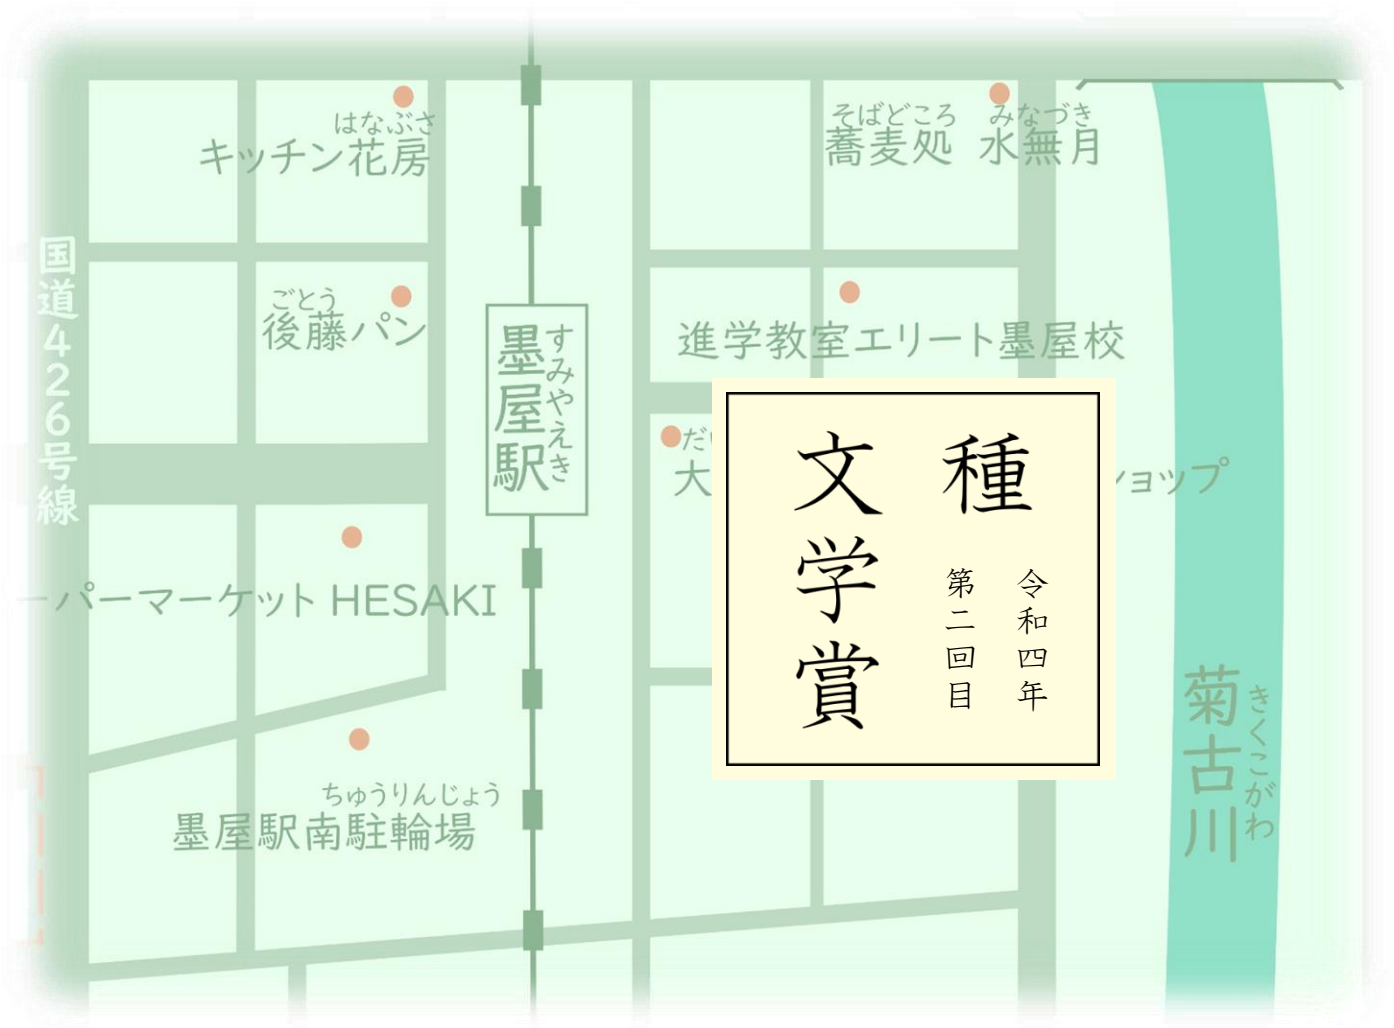 はなぶさ
キッチン花房
そばどころ みなづき
蕎麦処 水無月
国道426号線
ごとう
後藤パン
すみやえき
墨屋駅
進学教室エリート墨屋校
だい
大
ョップ
種
令和四年
第二回目
文学賞
ーパーマーケット HESAKI
きくこがわ
菊古川
ちゅうりんじょう
墨屋駅南駐輪場